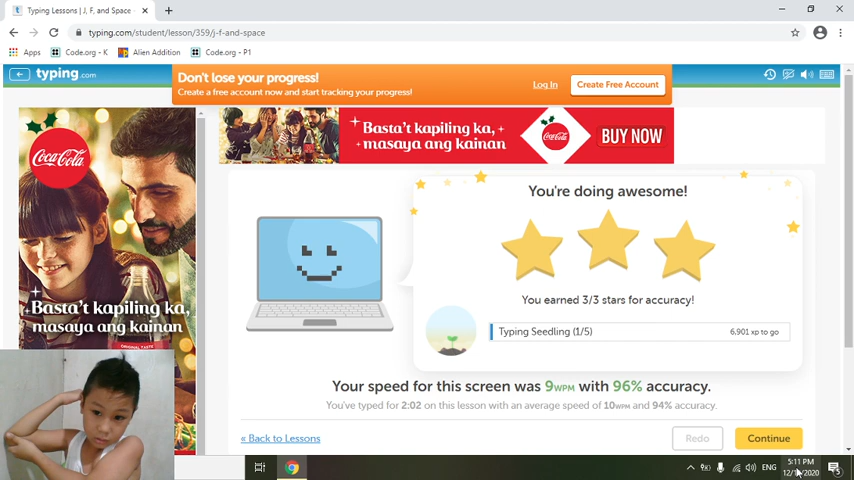 Typing Lessons | J, F, and Space
typing.com/student/lesson/359/j-f-and-space
Apps
Code.org - K
Alien Addition
Code.org - P1
typing.com
Don't lose your progress!
Create a free account now and start tracking your progress!
Log In
Create Free Account
Coca-Cola
Basta't kapiling ka,
masaya ang kainan
Coca-Cola
BUY NOW
Basta't kapiling ka,
masaya ang kainan
ORIGINAL TASTE
You're doing awesome!
You earned 3/3 stars for accuracy!
Typing Seedling (1/5)
6,901 xp to go
Your speed for this screen was 9WPM with 96% accuracy.
You've typed for 2:02 on this lesson with an average speed of 10WPM and 94% accuracy.
« Back to Lessons
Redo
Continue
ENG
5:11 PM
5